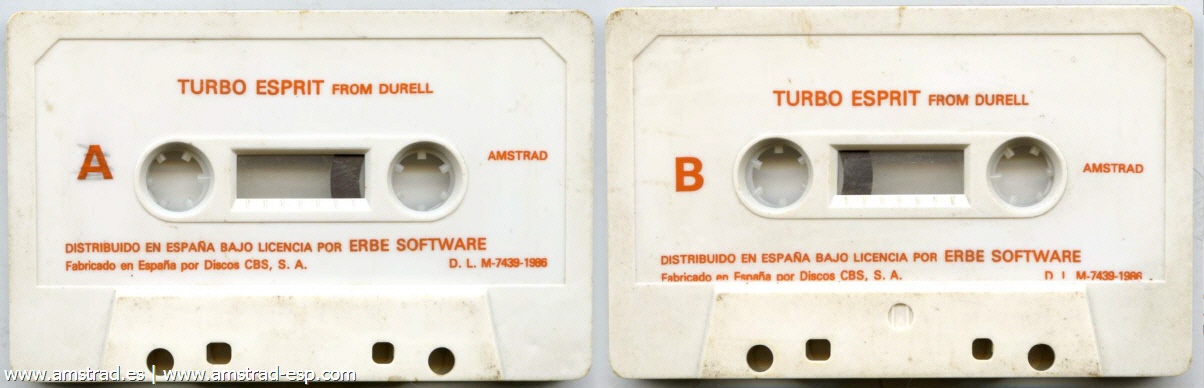 TURBO ESPRIT FROM DURELL
A
AMSTRAD
DISTRIBUIDO EN ESPAÑA BAJO LICENCIA POR ERBE SOFTWARE
Fabricado en España por Discos CBS, S. A. D. L. M-7439-1986
TURBO ESPRIT FROM DURELL
B
AMSTRAD
DISTRIBUIDO EN ESPAÑA BAJO LICENCIA POR ERBE SOFTWARE
Fabricado en España por Discos CBS, S. A. D. L. M-7439-1986
www.amstrad.es | www.amstrad-esp.com